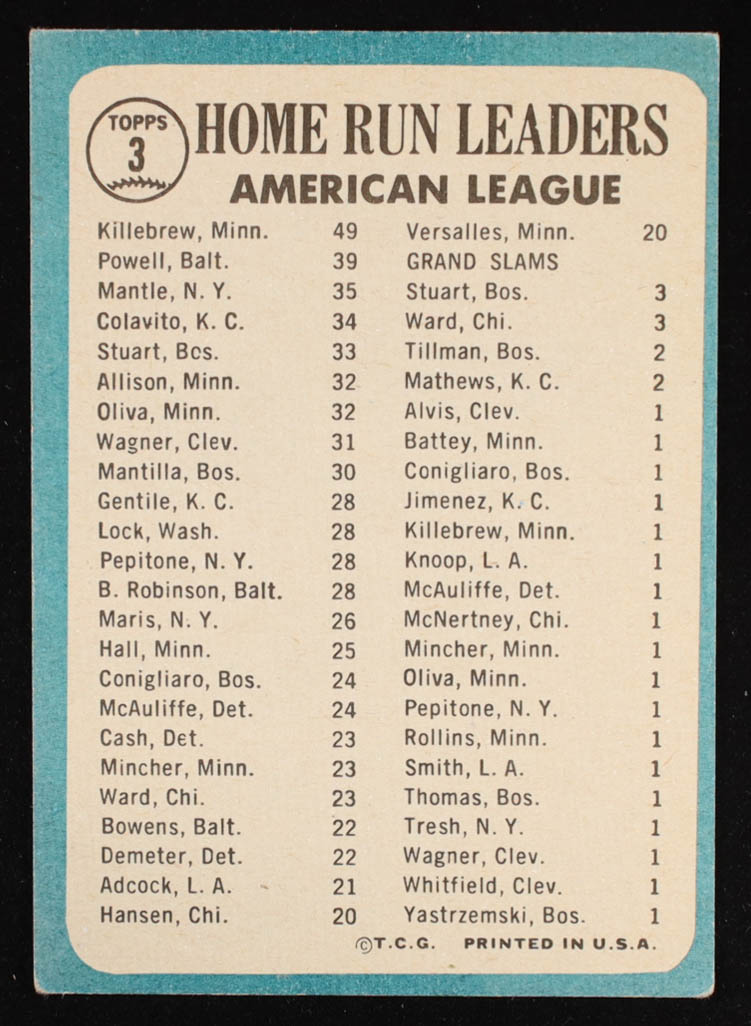 TOPPS
3
HOME RUN LEADERS
AMERICAN LEAGUE
Killebrew, Minn. 49
Powell, Balt. 39
Mantle, N. Y. 35
Colavito, K. C. 34
Stuart, Bos. 33
Allison, Minn. 32
Oliva, Minn. 32
Wagner, Clev. 31
Mantilla, Bos. 30
Gentile, K. C. 28
Lock, Wash. 28
Pepitone, N. Y. 28
B. Robinson, Balt. 28
Maris, N. Y. 26
Hall, Minn. 25
Conigliaro, Bos. 24
McAuliffe, Det. 24
Cash, Det. 23
Mincher, Minn. 23
Ward, Chi. 23
Bowens, Balt. 22
Demeter, Det. 22
Adcock, L. A. 21
Hansen, Chi. 20
Versalles, Minn. 20
GRAND SLAMS
Stuart, Bos. 3
Ward, Chi. 3
Tillman, Bos. 2
Mathews, K. C. 2
Alvis, Clev. 1
Battey, Minn. 1
Conigliaro, Bos. 1
Jimenez, K. C. 1
Killebrew, Minn. 1
Knoop, L. A. 1
McAuliffe, Det. 1
McNertney, Chi. 1
Mincher, Minn. 1
Oliva, Minn. 1
Pepitone, N. Y. 1
Rollins, Minn. 1
Smith, L. A. 1
Thomas, Bos. 1
Tresh, N. Y. 1
Wagner, Clev. 1
Whitfield, Clev. 1
Yastrzemski, Bos. 1
©T.C.G. PRINTED IN U.S.A.